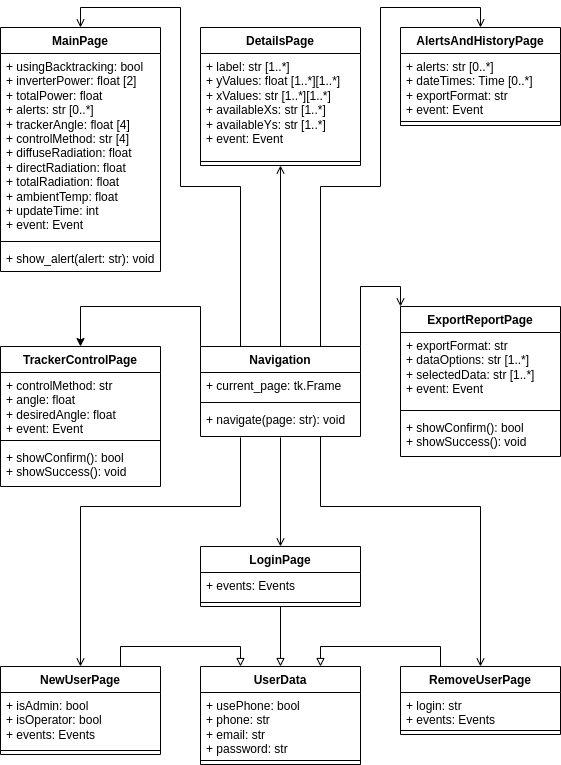 MainPage
+ usingBacktracking: bool
+ inverterPower: float [2]
+ totalPower: float
+ alerts: str [0..*]
+ trackerAngle: float [4]
+ controlMethod: str [4]
+ diffuseRadiation: float
+ directRadiation: float
+ totalRadiation: float
+ ambientTemp: float
+ updateTime: int
+ event: Event
+ show_alert(alert: str): void
DetailsPage
+ label: str [1..*]
+ yValues: float [1..*][1..*]
+ xValues: str [1..*][1..*]
+ availableXs: str [1..*]
+ availableYs: str [1..*]
+ event: Event
AlertsAndHistoryPage
+ alerts: str [0..*]
+ dateTimes: Time [0..*]
+ exportFormat: str
+ event: Event
TrackerControlPage
+ controlMethod: str
+ angle: float
+ desiredAngle: float
+ event: Event
+ showConfirm(): bool
+ showSuccess(): void
Navigation
+ current_page: tk.Frame
+ navigate(page: str): void
ExportReportPage
+ exportFormat: str
+ dataOptions: str [1..*]
+ selectedData: str [1..*]
+ event: Event
+ showConfirm(): bool
+ showSuccess(): void
LoginPage
+ events: Events
NewUserPage
+ isAdmin: bool
+ isOperator: bool
+ events: Events
UserData
+ usePhone: bool
+ phone: str
+ email: str
+ password: str
RemoveUserPage
+ login: str
+ events: Events